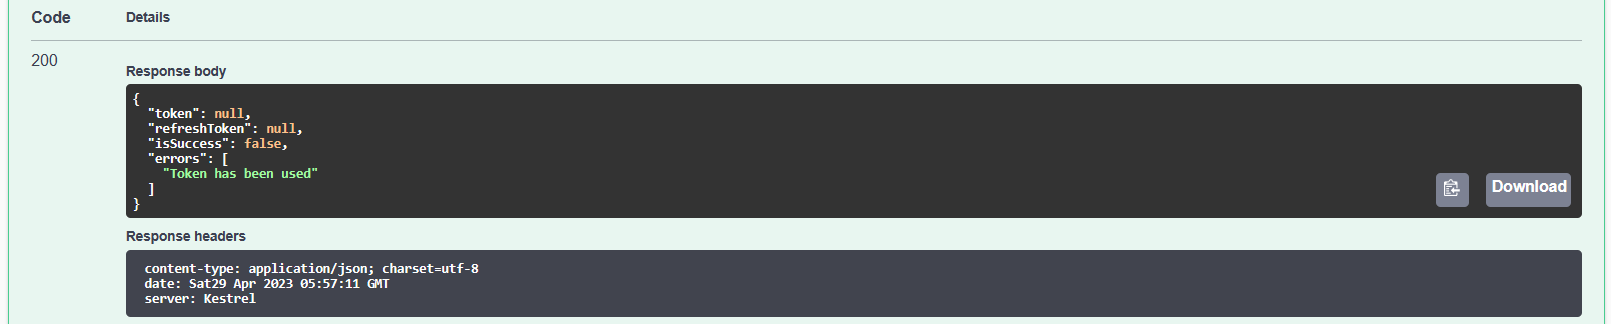 Code Details
200
Response body
{
  "token": null,
  "refreshToken": null,
  "isSuccess": false,
  "errors": [
    "Token has been used"
  ]
}
Download
Response headers
content-type: application/json; charset=utf-8
date: Sat29 Apr 2023 05:57:11 GMT
server: Kestrel